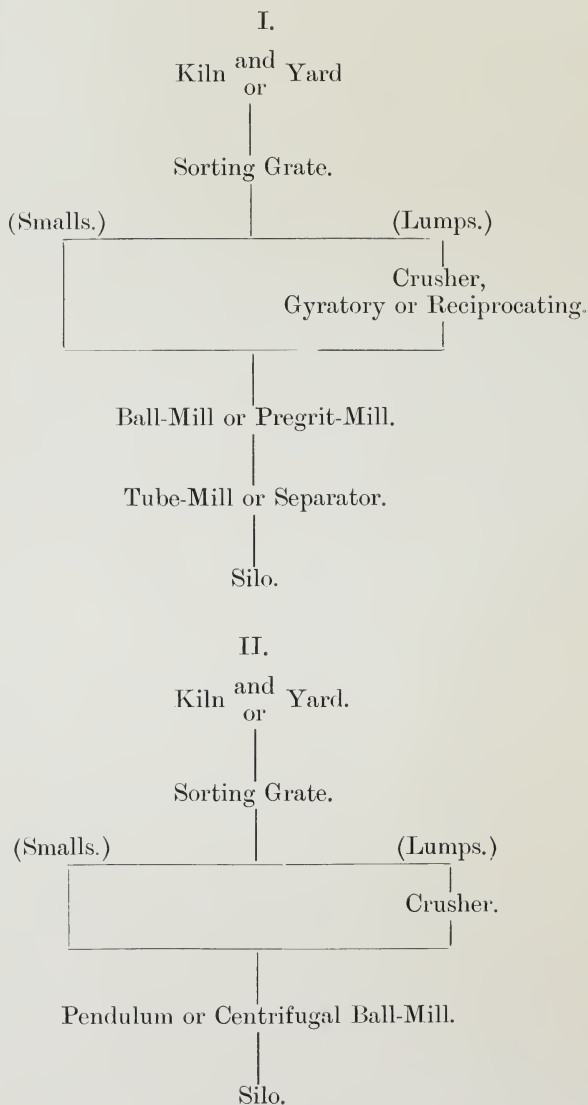 I.
Kiln and or Yard
Sorting Grate.
(Smalls.) (Lumps.)
Crusher,
Gyratory or Reciprocating.
Ball-Mill or Pregrit-Mill.
Tube-Mill or Separator.
Silo.
II.
Kiln and or Yard.
Sorting Grate.
(Smalls.) (Lumps.)
Crusher.
Pendulum or Centrifugal Ball-Mill.
Silo.